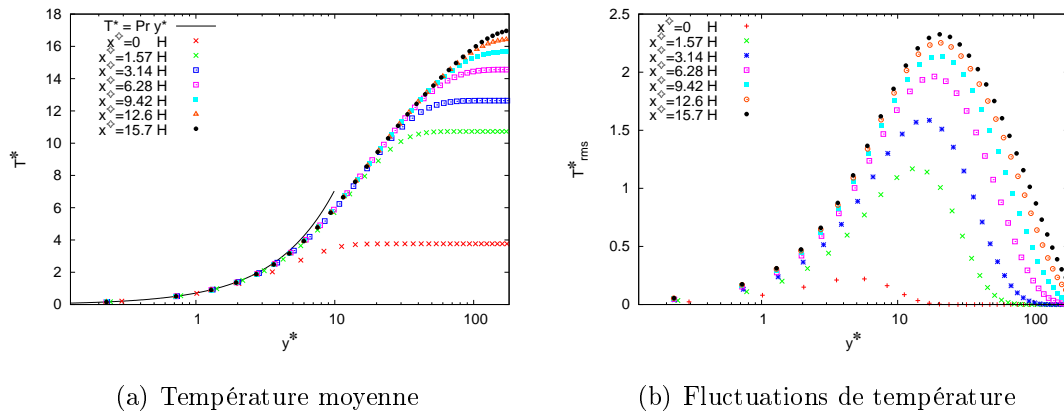 T* = Pr y*
x◇=0 H
x◇=1.57 H
x◇=3.14 H
x◇=6.28 H
x◇=9.42 H
x◇=12.6 H
x◇=15.7 H
18
16
14
12
10
8
6
4
2
0
T*
1
10
100
y*
(a) Température moyenne
x◇=0 H
x◇=1.57 H
x◇=3.14 H
x◇=6.28 H
x◇=9.42 H
x◇=12.6 H
x◇=15.7 H
2.5
2
1.5
1
0.5
0
T*rms
1
10
100
y*
(b) Fluctuations de température